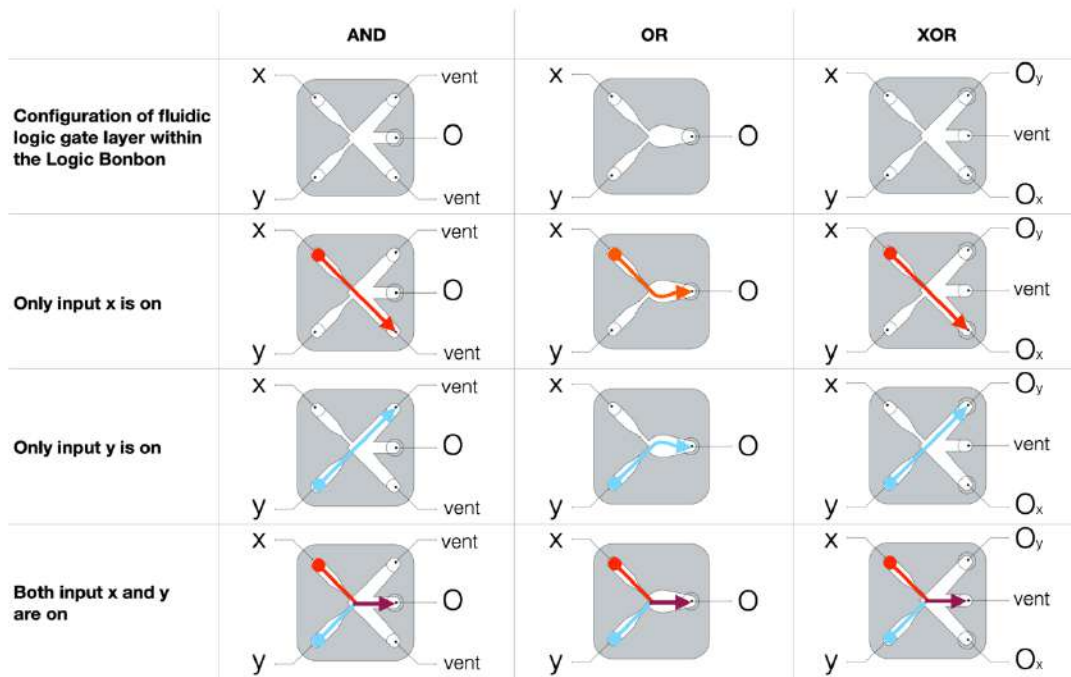 AND OR XOR
Configuration of fluidic
logic gate layer within
the Logic Bonbon
x vent
O
y vent
x
O
y
x Oy
vent
y Ox
Only input x is on
x vent
O
y vent
x
O
y
x Oy
vent
y Ox
Only input y is on
x vent
O
y vent
x
O
y
x Oy
vent
y Ox
Both input x and y
are on
x vent
O
y vent
x
O
y
x Oy
vent
y Ox